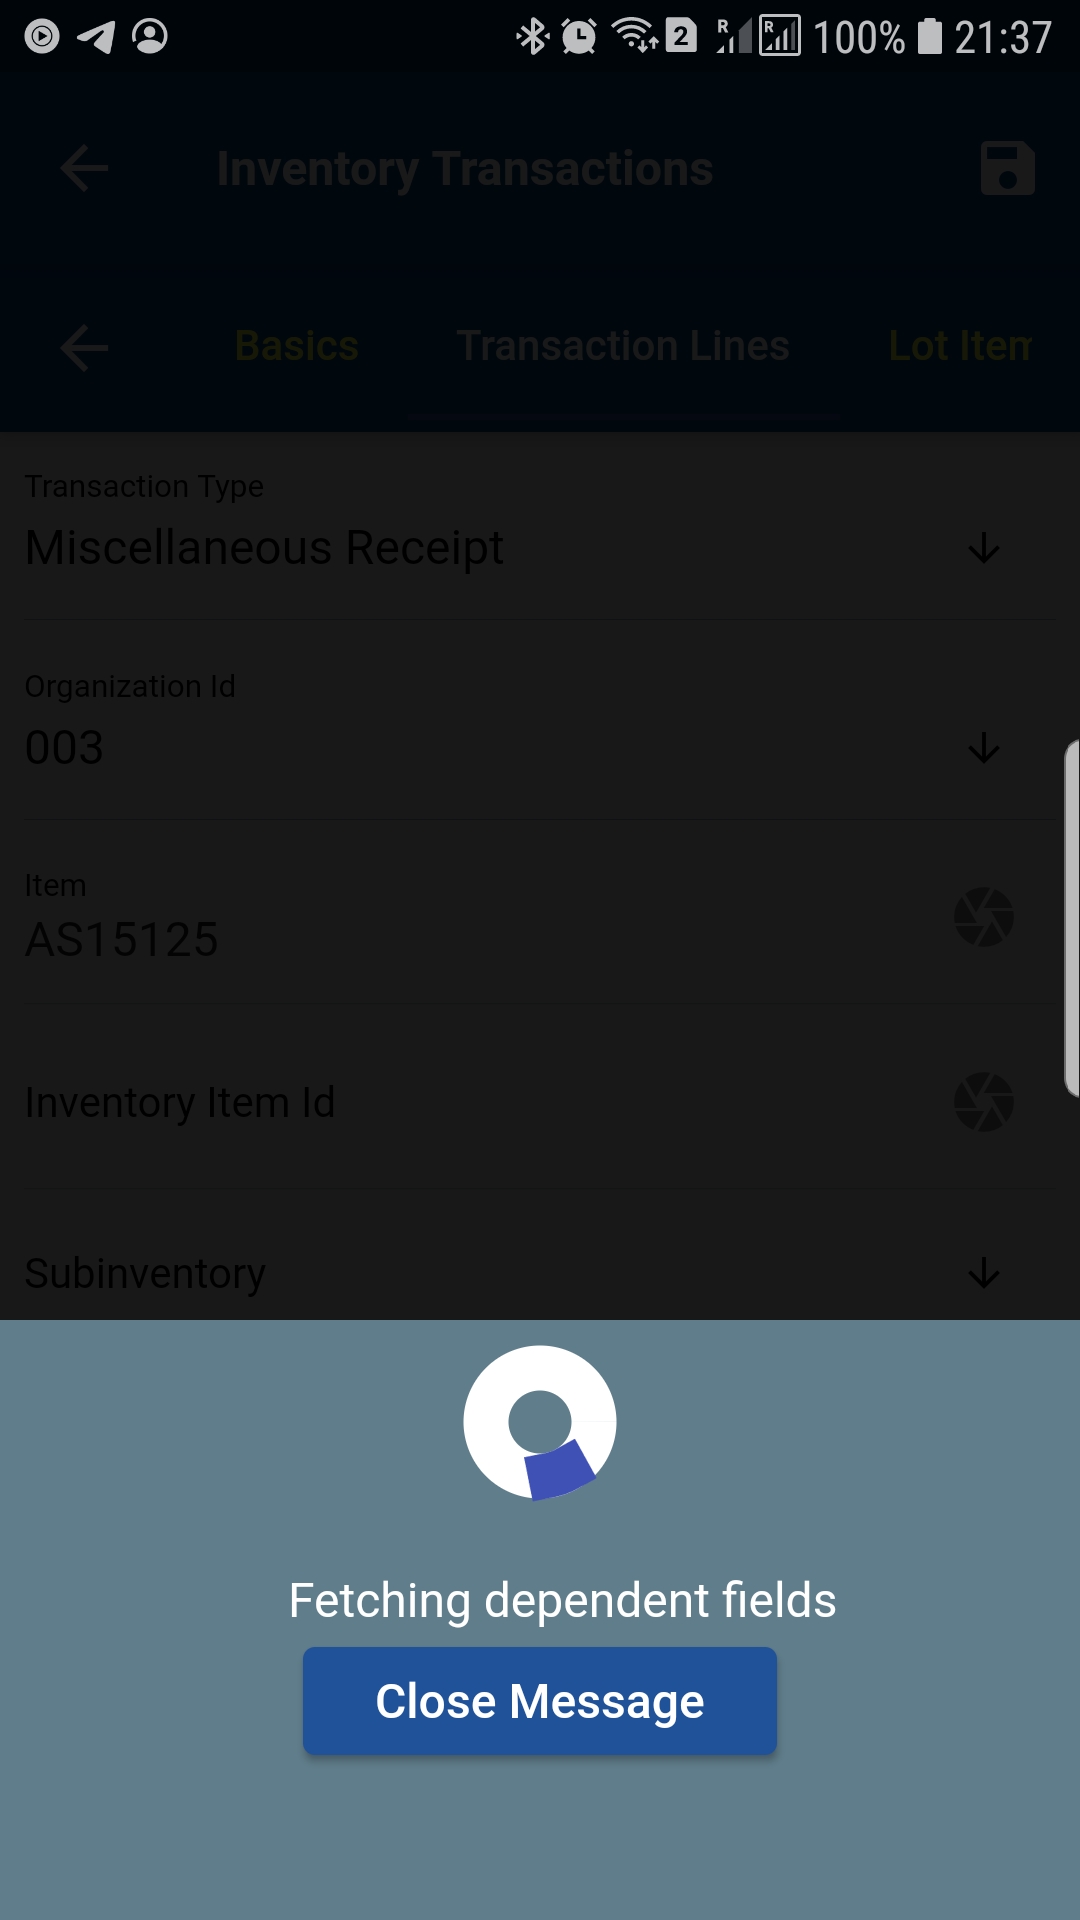 2 R R 100% 21:37
Inventory Transactions
Basics Transaction Lines Lot Item
Transaction Type
Miscellaneous Receipt
Organization Id
003
Item
AS15125
Inventory Item Id
Subinventory
Fetching dependent fields
Close Message